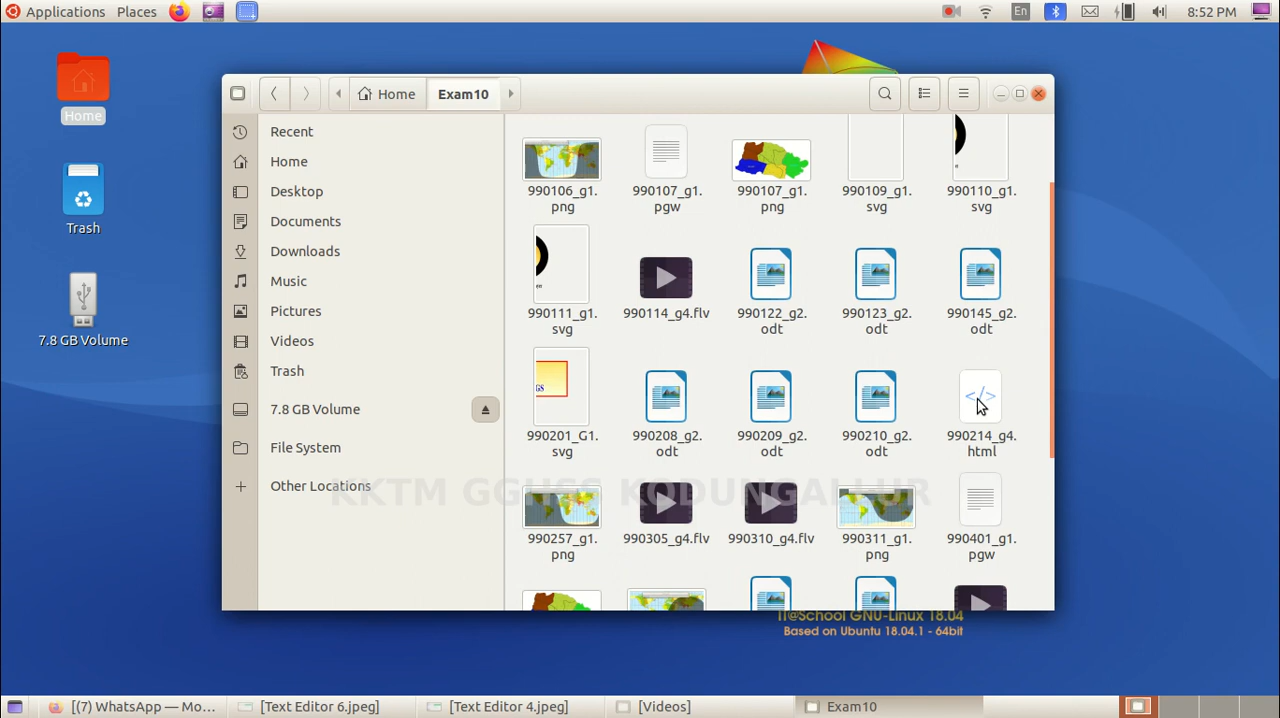 Applications Places En 8:52 PM
Home
Trash
7.8 GB Volume
Home Exam10
Recent
Home
Desktop
Documents
Downloads
Music
Pictures
Videos
Trash
7.8 GB Volume
File System
Other Locations
990106_g1.
png
990107_g1.
pgw
990107_g1.
png
990109_g1.
svg
990110_g1.
svg
990111_g1.
svg
990114_g4.flv
990122_g2.
odt
990123_g2.
odt
990145_g2.
odt
GS
990201_G1.
svg
990208_g2.
odt
990209_g2.
odt
990210_g2.
odt
</>
990214_g4.
html
KKTM GGHSS KODUNGALLUR
990257_g1.
png
990305_g4.flv
990310_g4.flv
990311_g1.
png
990401_g1.
pgw
IT@School GNU-Linux 18.04
Based on Ubuntu 18.04.1 - 64bit
[(7) WhatsApp — Mo... [Text Editor 6.jpeg] [Text Editor 4.jpeg] [Videos] Exam10